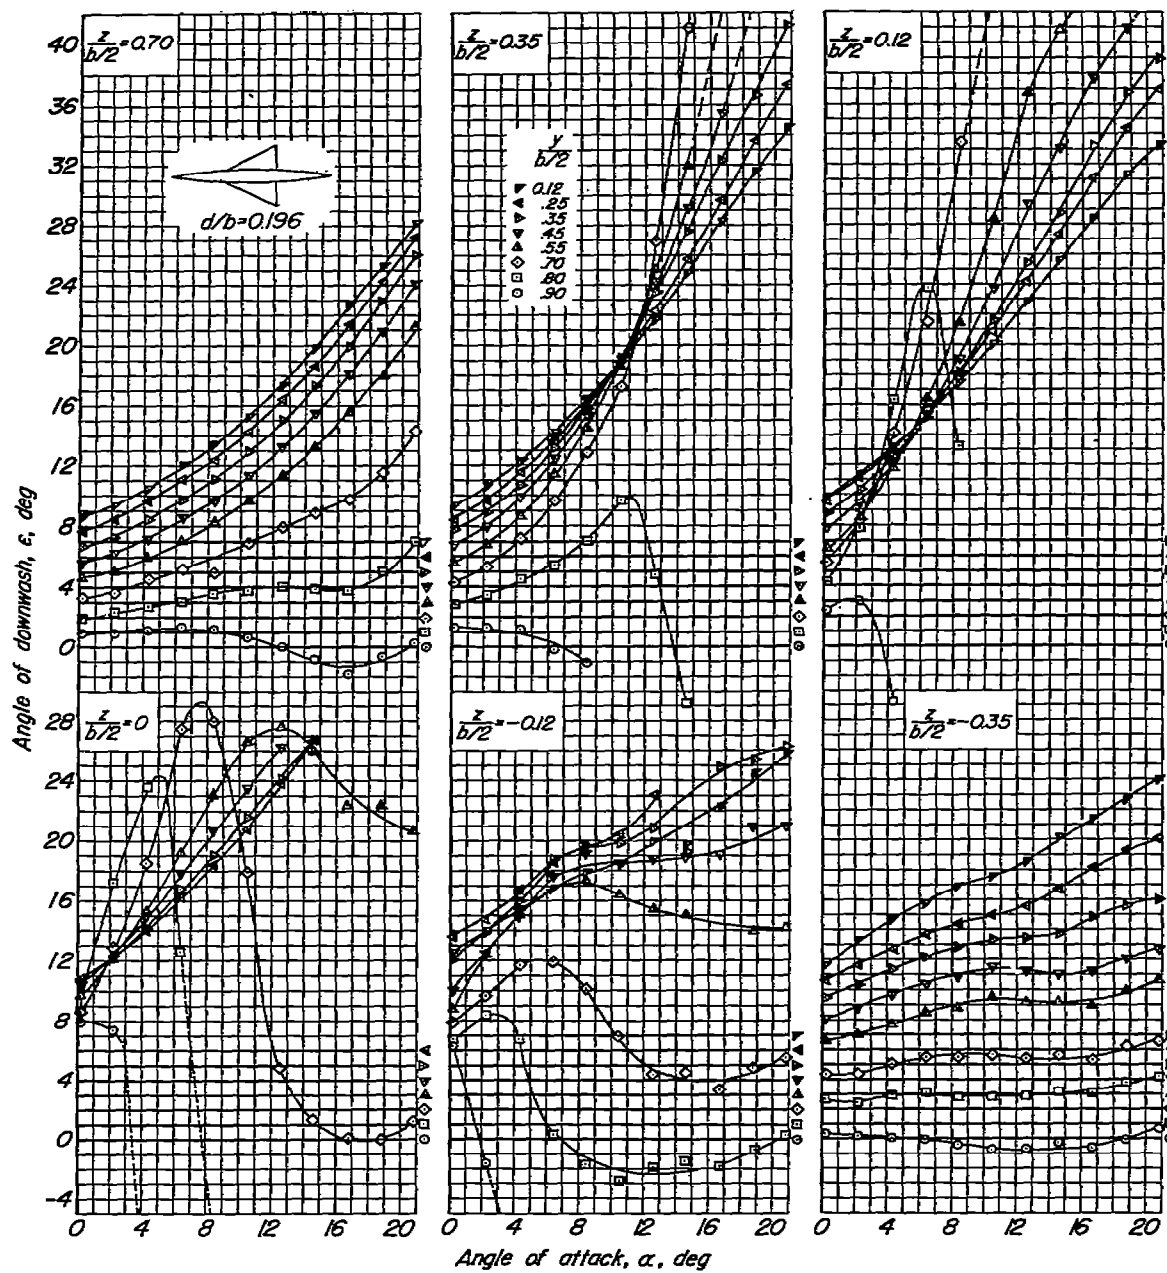 z/b/2 = 0.70
z/b/2 = 0.35
z/b/2 = 0.12
40
36
32
28
24
20
16
12
8
4
0
d/b = 0.196
y
b/2
0.12
.25
.35
.45
.55
.70
.80
.90
Angle of downwash, ε, deg
z/b/2 = 0
z/b/2 = -0.12
z/b/2 = -0.35
28
24
20
16
12
8
4
0
-4
0 4 8 12 16 20
0 4 8 12 16 20
0 4 8 12 16 20
Angle of attack, α, deg